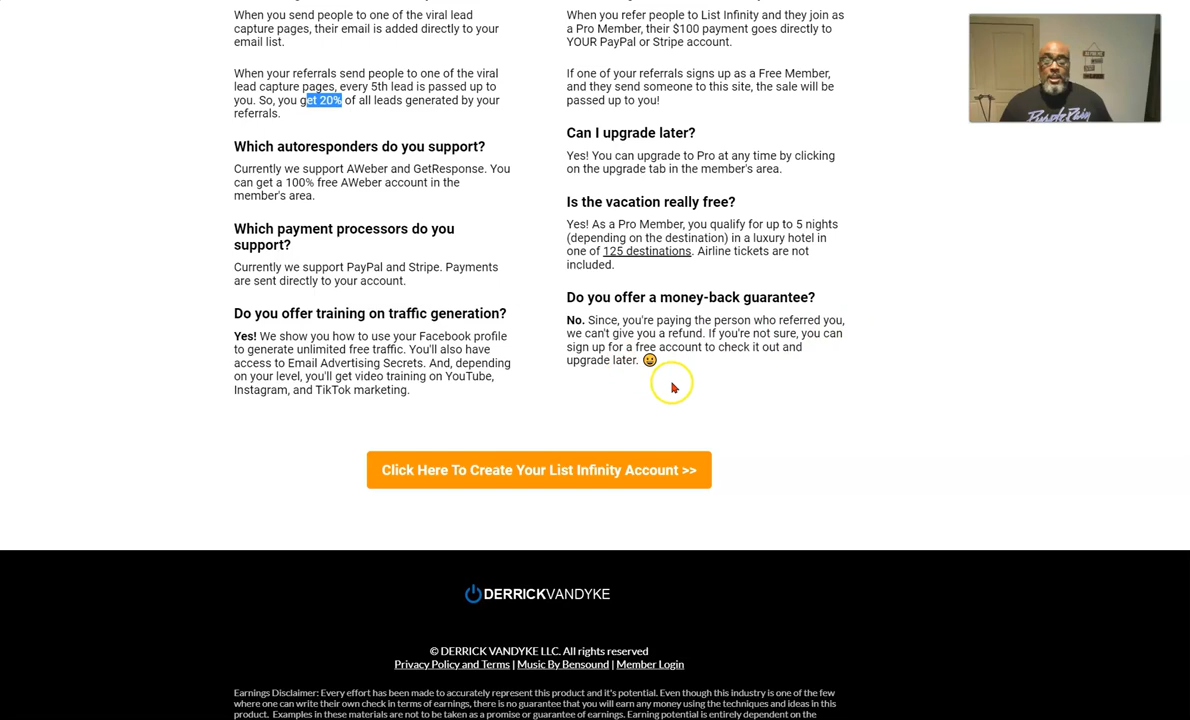 When you send people to one of the viral lead
capture pages, their email is added directly to your
email list.
When your referrals send people to one of the viral
lead capture pages, every 5th lead is passed up to
you. So, you get 20% of all leads generated by your
referrals.
Which autoresponders do you support?
Currently we support AWeber and GetResponse. You
can get a 100% free AWeber account in the
member's area.
Which payment processors do you
support?
Currently we support PayPal and Stripe. Payments
are sent directly to your account.
Do you offer training on traffic generation?
Yes! We show you how to use your Facebook profile
to generate unlimited free traffic. You'll also have
access to Email Advertising Secrets. And, depending
on your level, you'll get video training on YouTube,
Instagram, and TikTok marketing.
When you refer people to List Infinity and they join as
a Pro Member, their $100 payment goes directly to
YOUR PayPal or Stripe account.
If one of your referrals signs up as a Free Member,
and they send someone to this site, the sale will be
passed up to you!
Can I upgrade later?
Yes! You can upgrade to Pro at any time by clicking
on the upgrade tab in the member's area.
Is the vacation really free?
Yes! As a Pro Member, you qualify for up to 5 nights
(depending on the destination) in a luxury hotel in
one of 125 destinations. Airline tickets are not
included.
Do you offer a money-back guarantee?
No. Since, you're paying the person who referred you,
we can't give you a refund. If you're not sure, you can
sign up for a free account to check it out and
upgrade later. 😀
Purple Rain
Click Here To Create Your List Infinity Account >>
DERRICKVANDYKE
© DERRICK VANDYKE LLC. All rights reserved
Privacy Policy and Terms | Music By Bensound | Member Login
Earnings Disclaimer: Every effort has been made to accurately represent this product and it's potential. Even though this industry is one of the few
where one can write their own check in terms of earnings, there is no guarantee that you will earn any money using the techniques and ideas in this
product. Examples in these materials are not to be taken as a promise or guarantee of earnings. Earning potential is entirely dependent on the